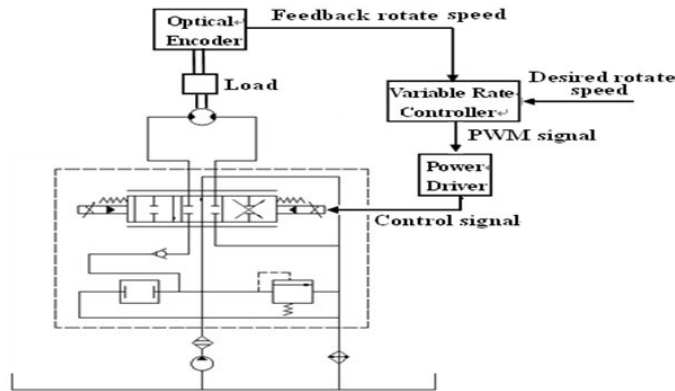 Optical
Encoder
Feedback rotate speed
Load
Variable Rate
Controller
Desired rotate
speed
PWM signal
Power
Driver
Control signal